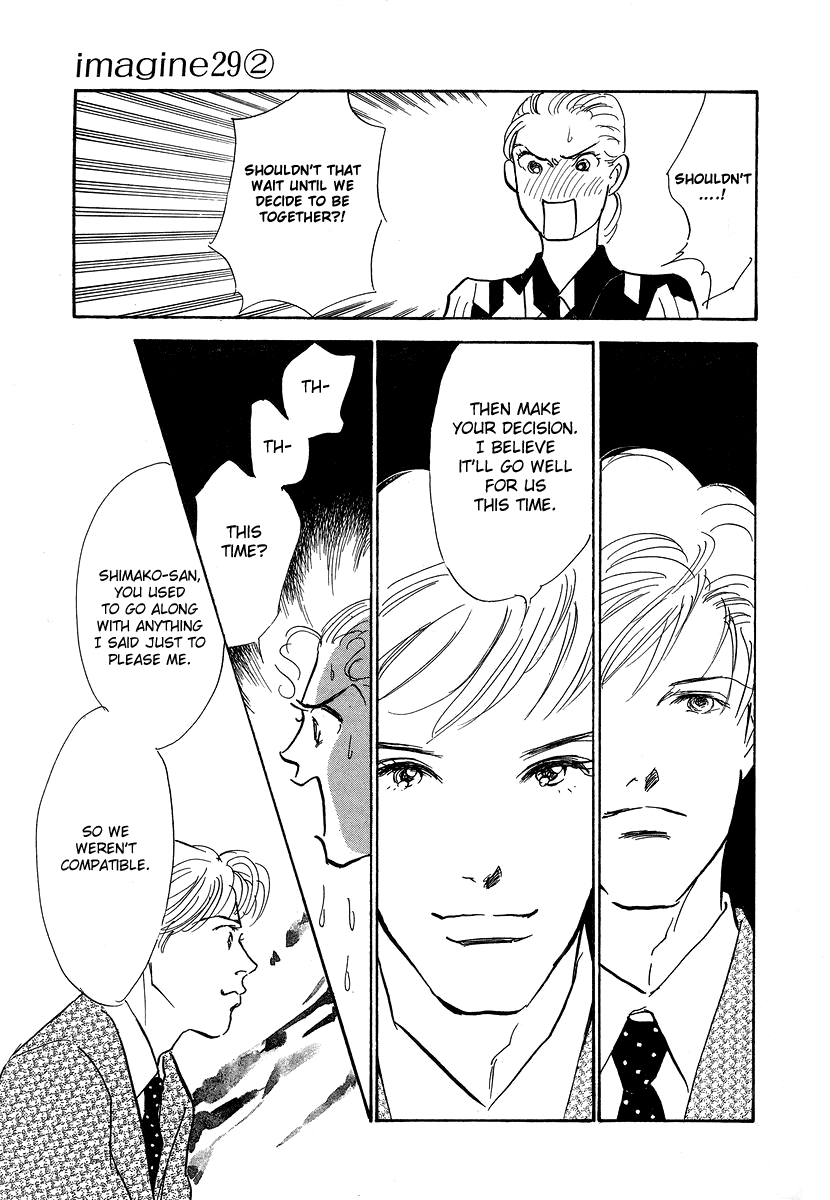 imagine29②
SHOULDN'T
....!
SHOULDN'T THAT
WAIT UNTIL WE
DECIDE TO BE
TOGETHER?!
THEN MAKE
YOUR DECISION.
I BELIEVE
IT'LL GO WELL
FOR US
THIS TIME.
TH-
TH-
THIS
TIME?
SHIMAKO-SAN,
YOU USED
TO GO ALONG
WITH ANYTHING
I SAID JUST TO
PLEASE ME.
SO WE
WEREN'T
COMPATIBLE.